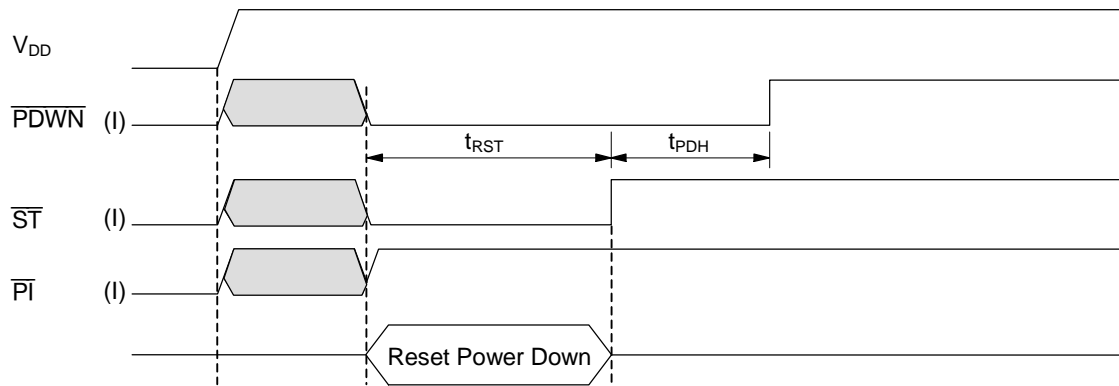 VDD
PDWN (I)
tRST
tPDH
ST (I)
PI (I)
Reset Power Down